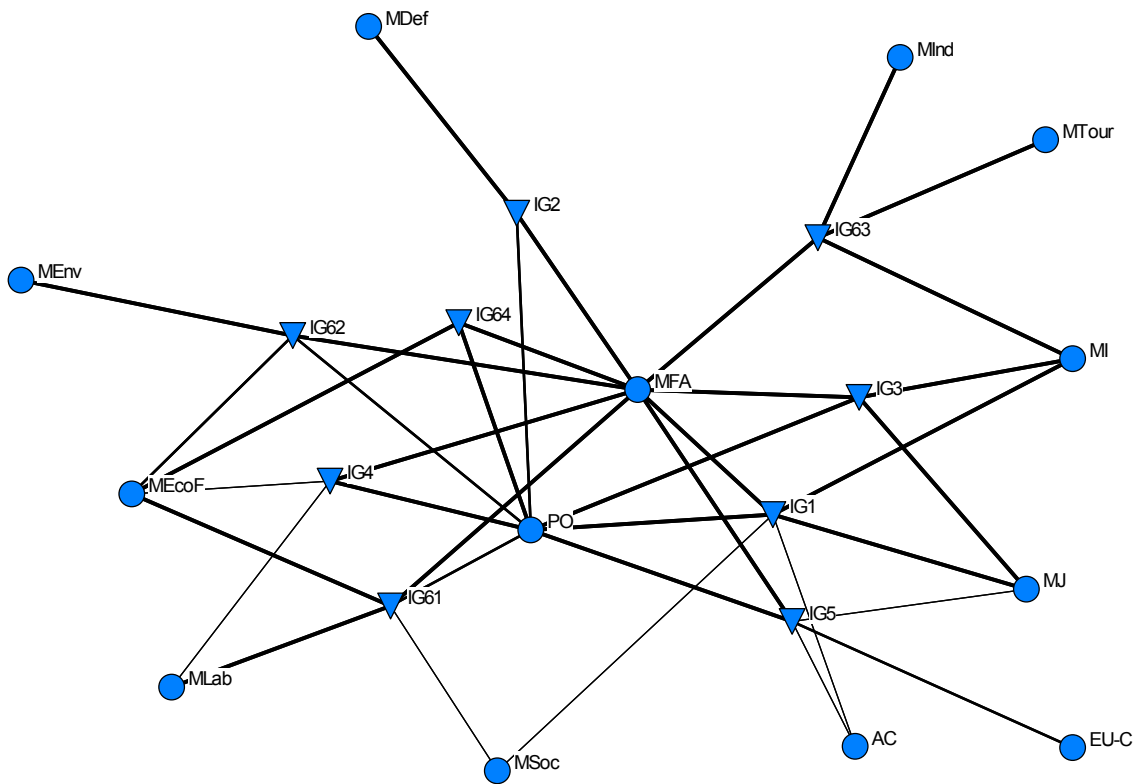 MDef
MInd
MTour
IG2
IG63
MEnv
IG64
IG62
MI
MFA
IG3
IG4
MEcoF
IG1
PO
MJ
IG61
IG5
MLab
AC
EU-C
MSoc